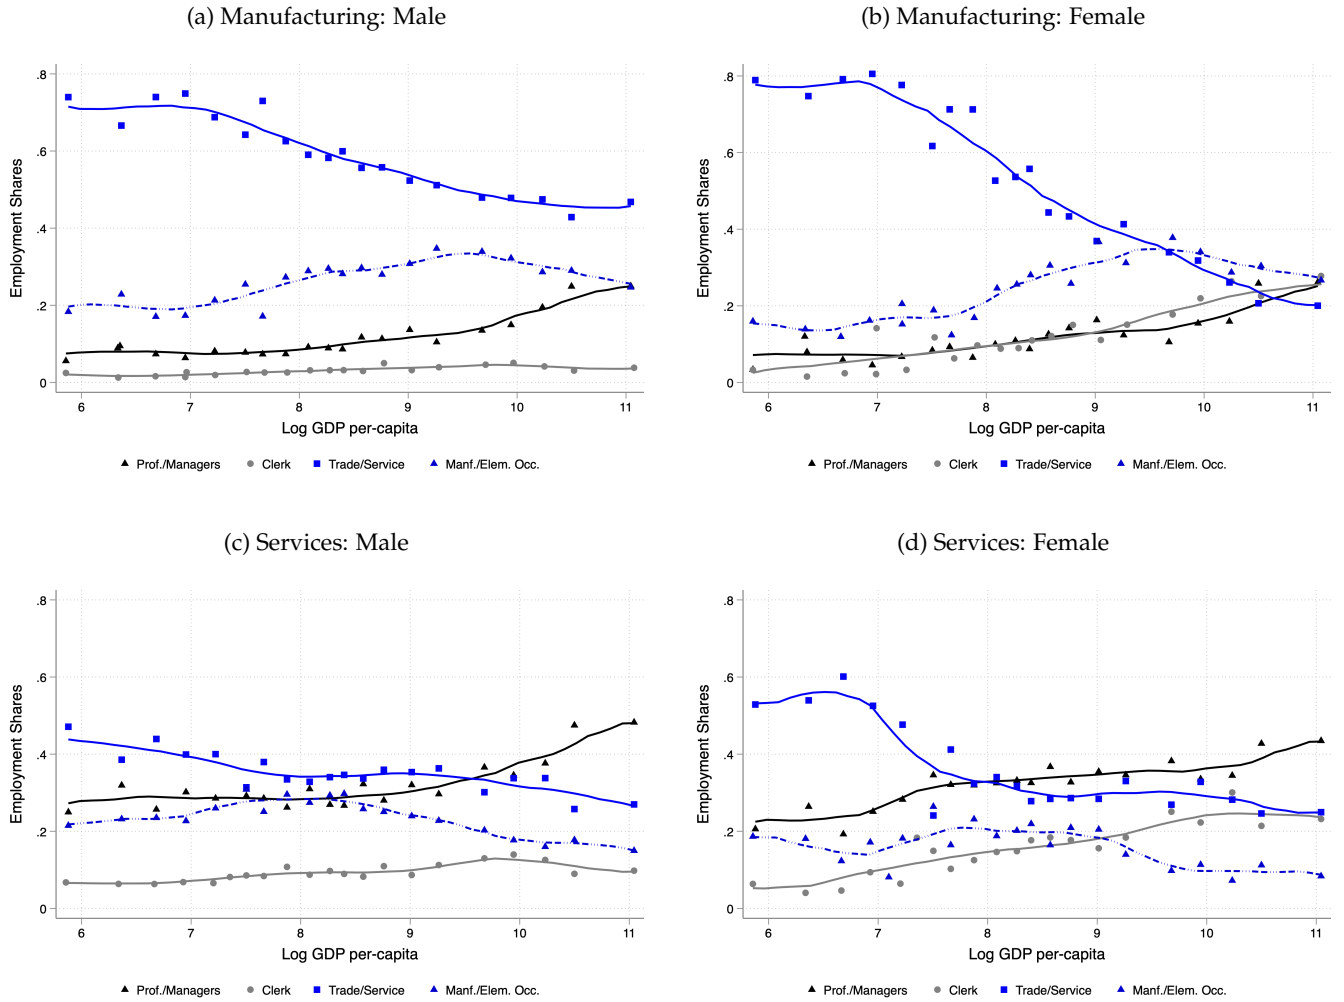 (a) Manufacturing: Male
Employment Shares
.8
.6
.4
.2
0
6 7 8 9 10 11
Log GDP per-capita
Prof./Managers Clerk Trade/Service Manf./Elem. Occ.
(b) Manufacturing: Female
Employment Shares
.8
.6
.4
.2
0
6 7 8 9 10 11
Log GDP per-capita
Prof./Managers Clerk Trade/Service Manf./Elem. Occ.
(c) Services: Male
Employment Shares
.8
.6
.4
.2
0
6 7 8 9 10 11
Log GDP per-capita
Prof./Managers Clerk Trade/Service Manf./Elem. Occ.
(d) Services: Female
Employment Shares
.8
.6
.4
.2
0
6 7 8 9 10 11
Log GDP per-capita
Prof./Managers Clerk Trade/Service Manf./Elem. Occ.